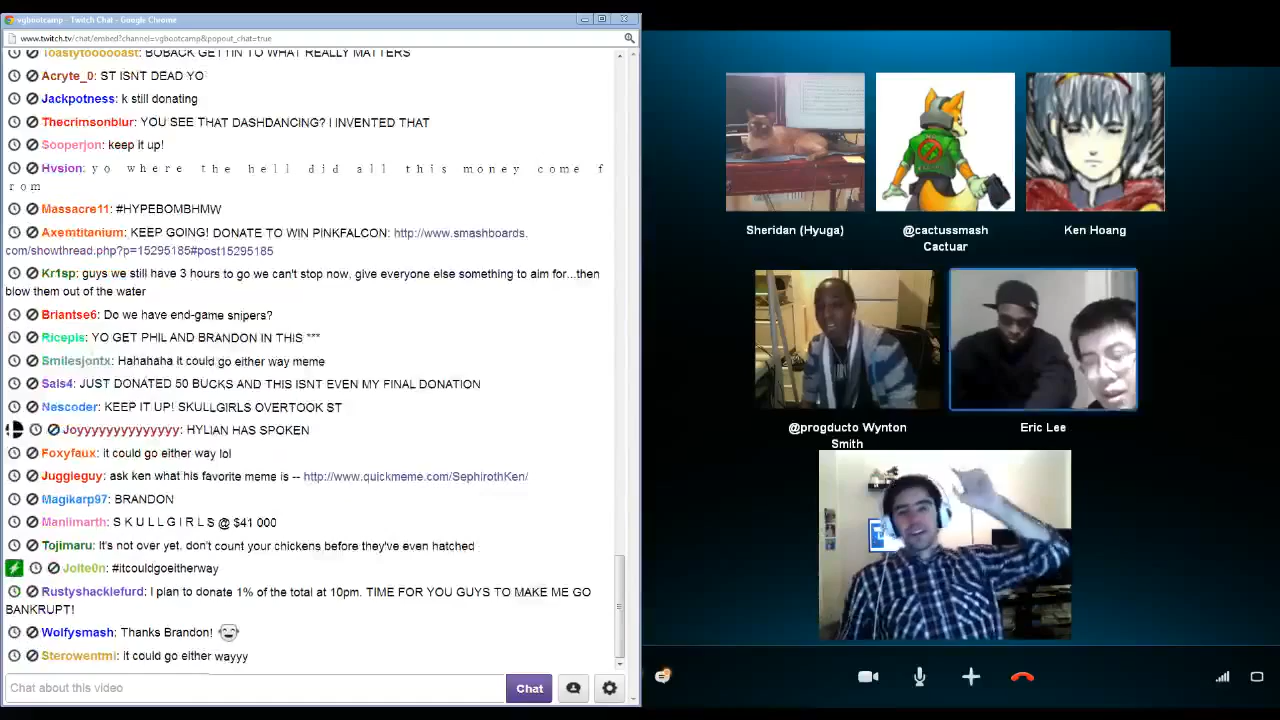 vgbootcamp - Twitch Chat - Google Chrome
www.twitch.tv/chat/embed?channel=vgbootcamp&popout_chat=true
Toastytooooast: BOBACK GETTIN TO WHAT REALLY MATTERS
Acryte_0: ST ISNT DEAD YO
Jackpotness: k still donating
Thecrimsonblur: YOU SEE THAT DASHDANCING? I INVENTED THAT
Sooperjon: keep it up!
Hvsion: y o w h e r e t h e h e l l d i d a l l t h i s m o n e y c o m e f
r o m
Massacre11: #HYPEBOMBHMW
Axemtitanium: KEEP GOING! DONATE TO WIN PINKFALCON: http://www.smashboards.
com/showthread.php?p=15295185#post15295185
Kr1sp: guys we still have 3 hours to go we can't stop now. give everyone else something to aim for...then
blow them out of the water
Briantse6: Do we have end-game snipers?
Ricepis: YO GET PHIL AND BRANDON IN THIS ***
Smilesjontx: Hahahaha it could go either way meme
Sals4: JUST DONATED 50 BUCKS AND THIS ISNT EVEN MY FINAL DONATION
Nescoder: KEEP IT UP! SKULLGIRLS OVERTOOK ST
Joyyyyyyyyyyyyyy: HYLIAN HAS SPOKEN
Foxyfaux: it could go either way lol
Juggleguy: ask ken what his favorite meme is -- http://www.quickmeme.com/SephirothKen/
Magikarp97: BRANDON
Manlimarth: S K U L L G I R L S @ $41 000
Tojimaru: It's not over yet. don't count your chickens before they've even hatched
Jolte0n: #itcouldgoeitherway
Rustyshacklefurd: I plan to donate 1% of the total at 10pm. TIME FOR YOU GUYS TO MAKE ME GO
BANKRUPT!
Wolfysmash: Thanks Brandon!
Sterowentmi: it could go either wayyy
Chat about this video
Chat
Sheridan (Hyuga)
@cactussmash
Cactuar
Ken Hoang
@progducto Wynton
Smith
Eric Lee